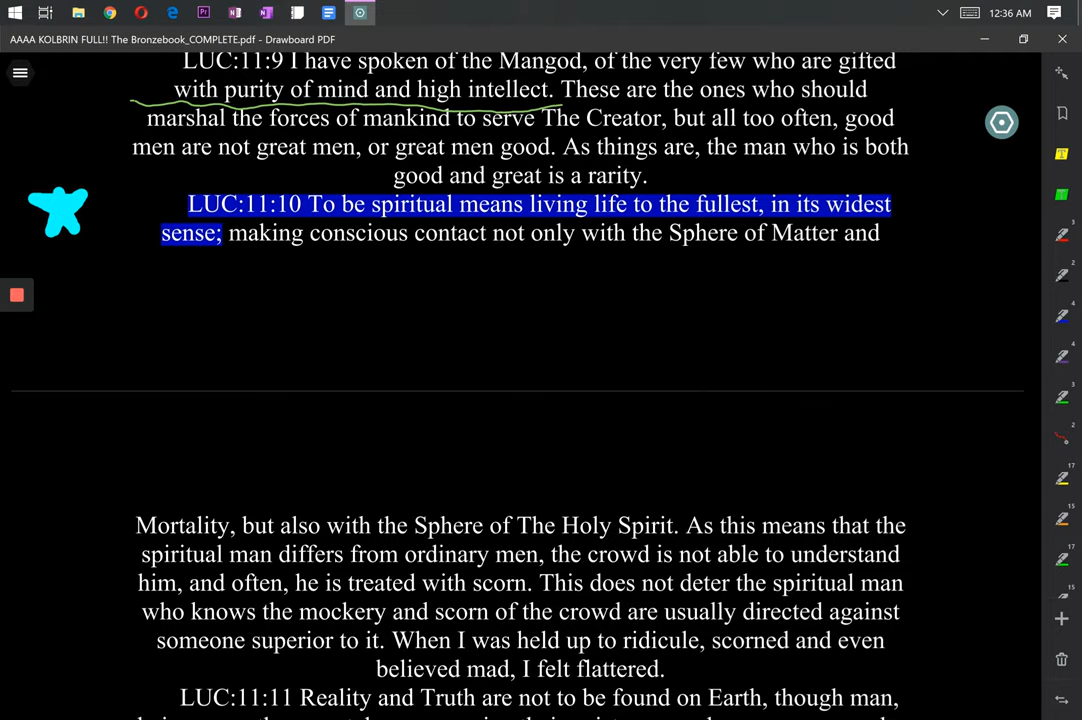 12:36 AM
AAAA KOLBRIN FULL!! The Bronzebook_COMPLETE.pdf - Drawboard PDF
LUC:11:9 I have spoken of the Mangod, of the very few who are gifted
with purity of mind and high intellect. These are the ones who should
marshal the forces of mankind to serve The Creator, but all too often, good
men are not great men, or great men good. As things are, the man who is both
good and great is a rarity.
LUC:11:10 To be spiritual means living life to the fullest, in its widest
sense; making conscious contact not only with the Sphere of Matter and
Mortality, but also with the Sphere of The Holy Spirit. As this means that the
spiritual man differs from ordinary men, the crowd is not able to understand
him, and often, he is treated with scorn. This does not deter the spiritual man
who knows the mockery and scorn of the crowd are usually directed against
someone superior to it. When I was held up to ridicule, scorned and even
believed mad, I felt flattered.
LUC:11:11 Reality and Truth are not to be found on Earth, though man,